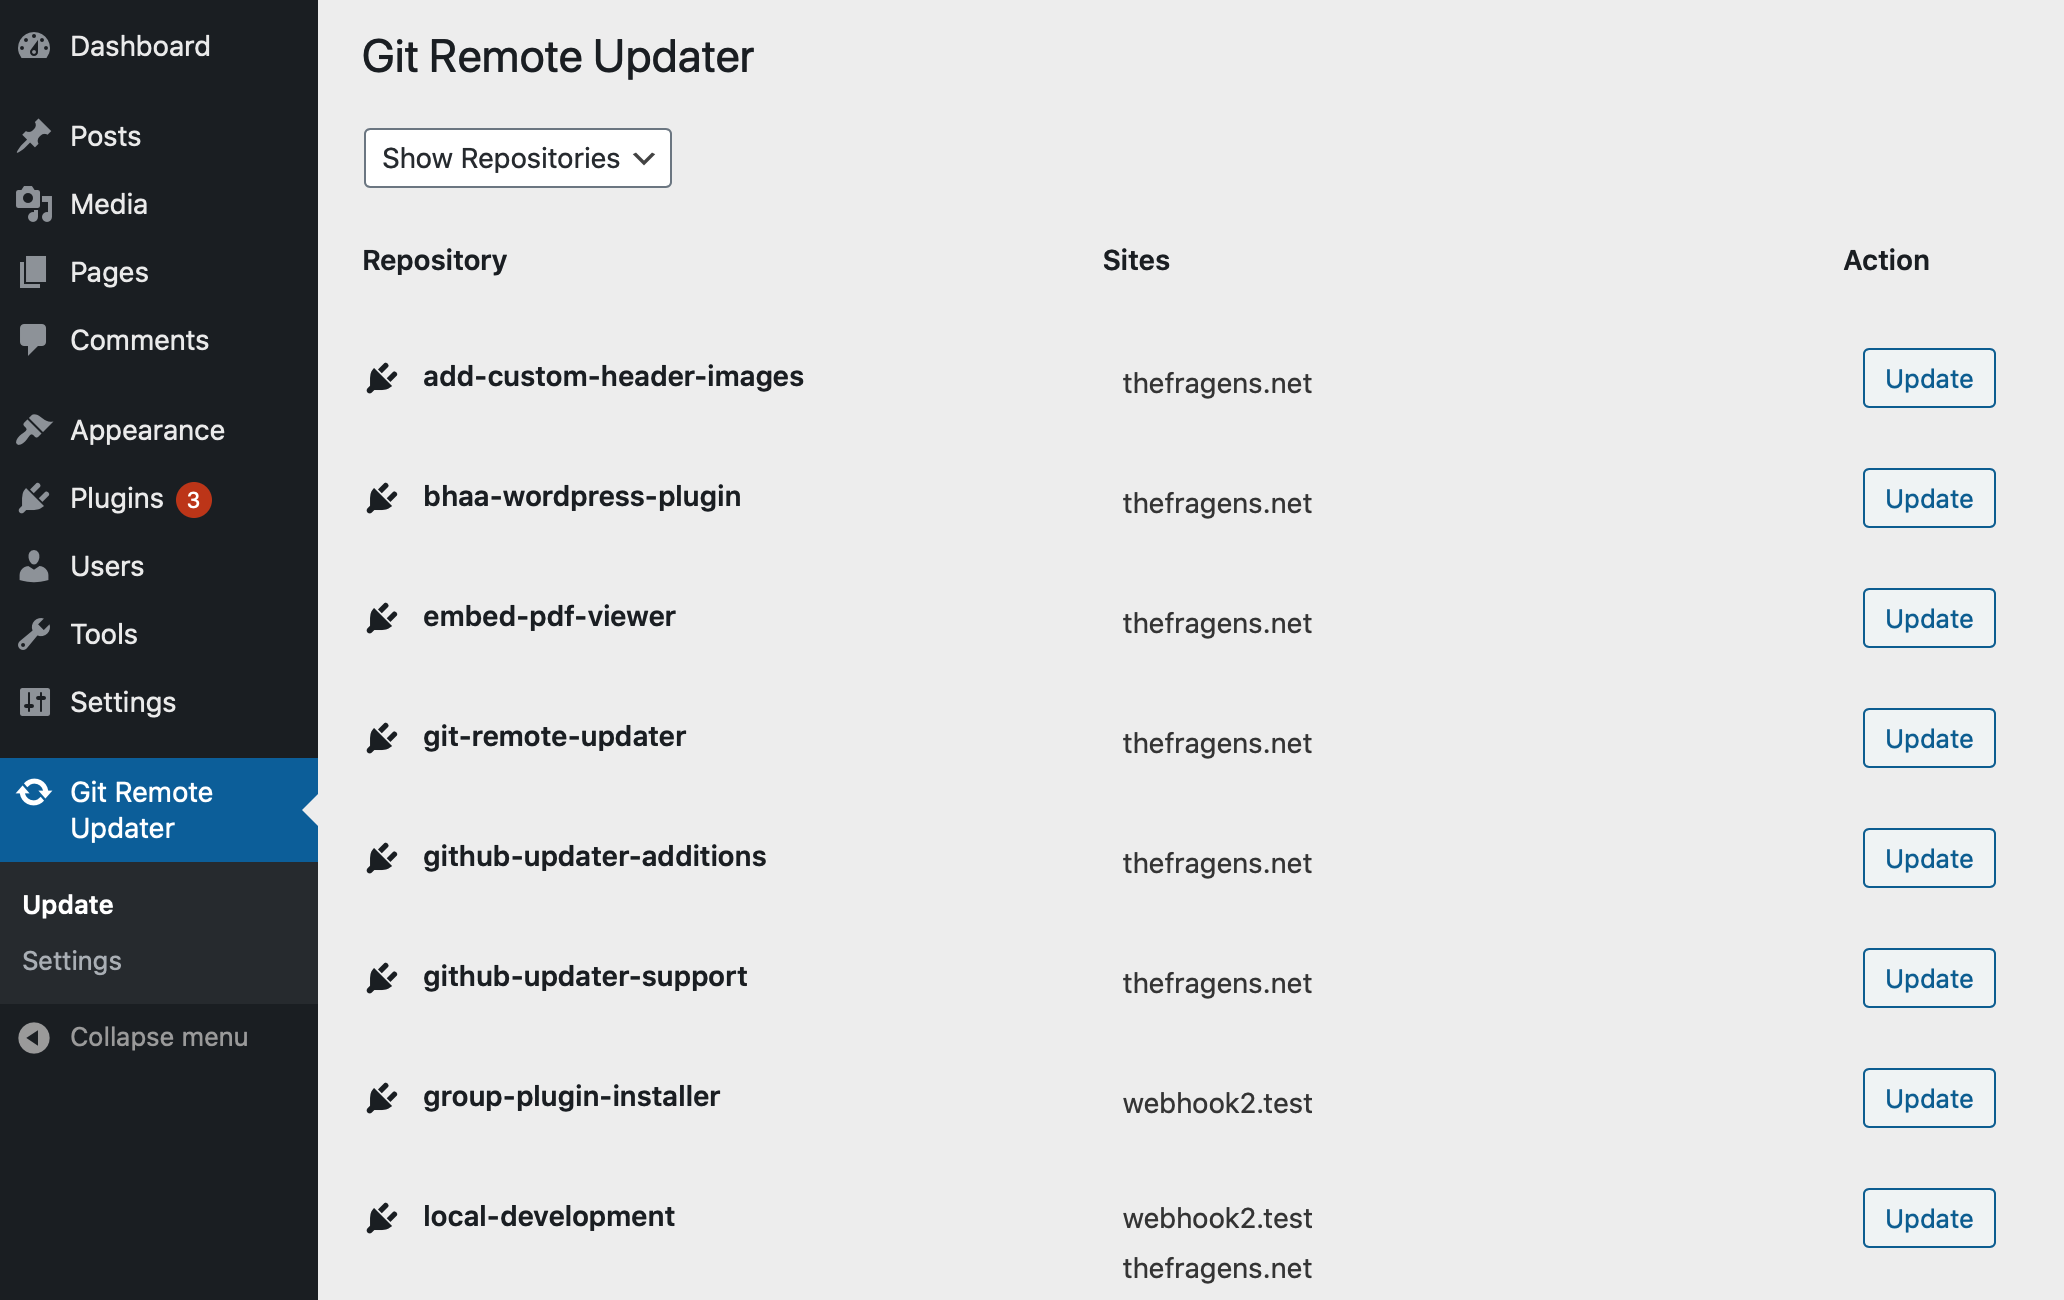 Dashboard
Posts
Media
Pages
Comments
Appearance
Plugins 3
Users
Tools
Settings
Git Remote
Updater
Update
Settings
Collapse menu
Git Remote Updater
Show Repositories
Repository Sites Action
add-custom-header-images thefragens.net Update
bhaa-wordpress-plugin thefragens.net Update
embed-pdf-viewer thefragens.net Update
git-remote-updater thefragens.net Update
github-updater-additions thefragens.net Update
github-updater-support thefragens.net Update
group-plugin-installer webhook2.test Update
local-development webhook2.test Update
thefragens.net